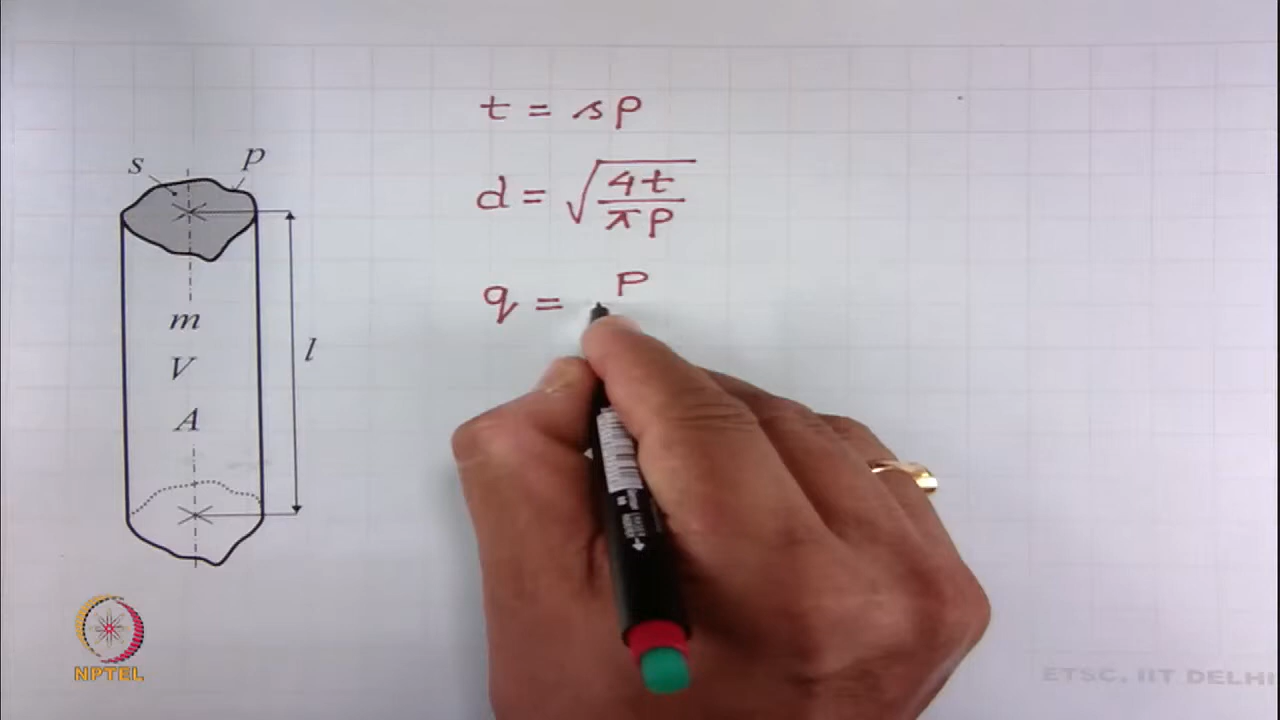 t = sρ
d = √(4t/πρ)
q = P
s
p
m
V
A
l
NPTEL
ETSC, IIT DELHI